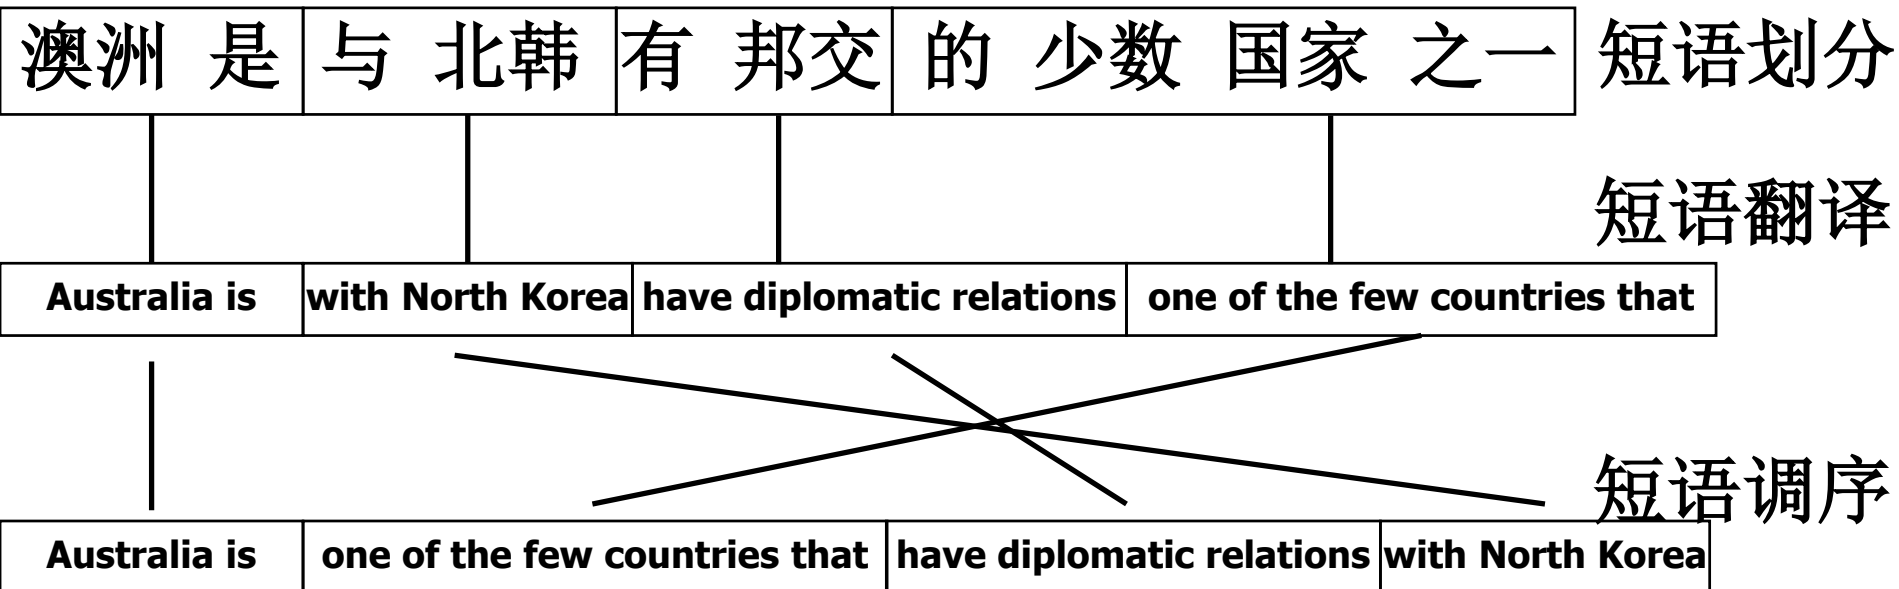 澳洲 是 与 北韩 有 邦交 的 少数 国家 之一 短语划分
短语翻译
Australia is with North Korea have diplomatic relations one of the few countries that
短语调序
Australia is one of the few countries that have diplomatic relations with North Korea